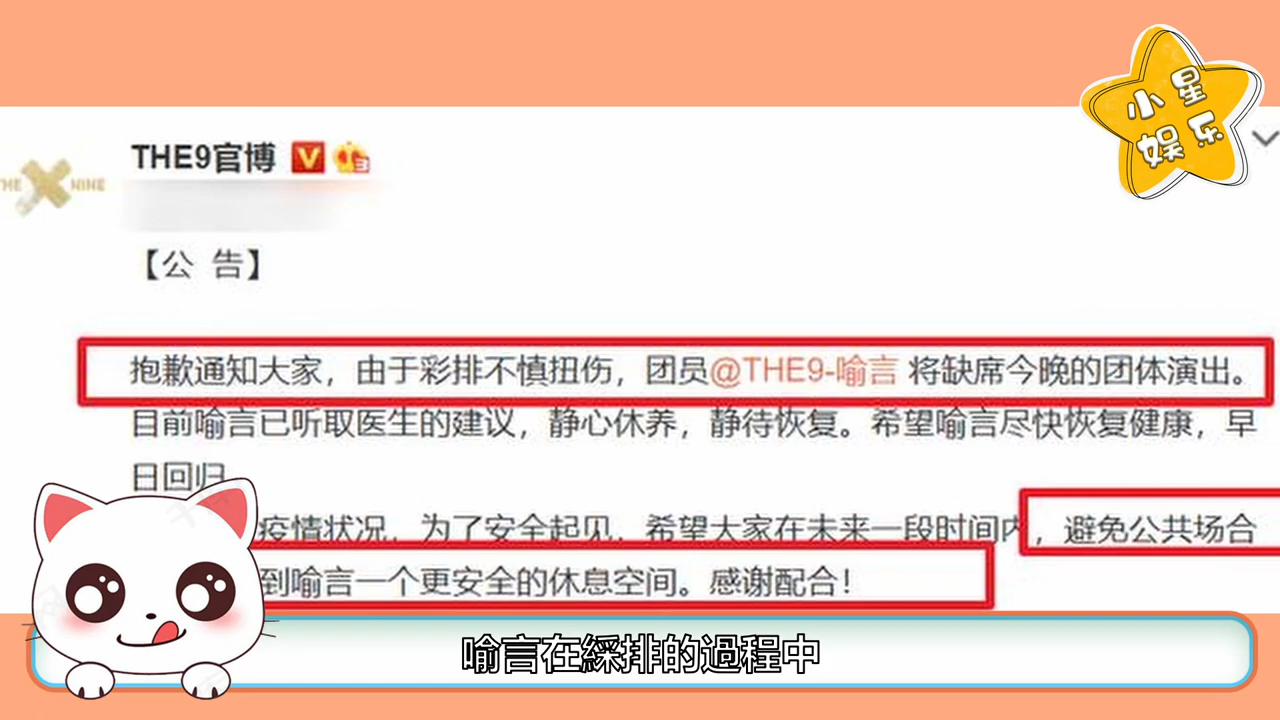 小星
娱乐
THE NINE
THE9官博
【公 告】
抱歉通知大家，由于彩排不慎扭伤，团员@THE9-喻言 将缺席今晚的团体演出。
目前喻言已听取医生的建议，静心休养，静待恢复。希望喻言尽快恢复健康，早
日回归
疫情状况，为了安全起见，希望大家在未来一段时间内，避免公共场合
到喻言一个更安全的休息空间。感谢配合！
喻言在綵排的過程中